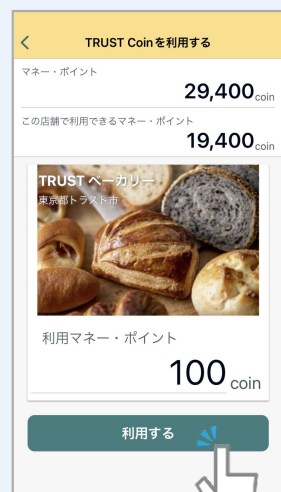 TRUST Coinを利用する
マネー・ポイント
29,400coin
この店舗で利用できるマネー・ポイント
19,400coin
TRUST ベーカリー
東京都トラスト市
利用マネー・ポイント
100 coin
利用する